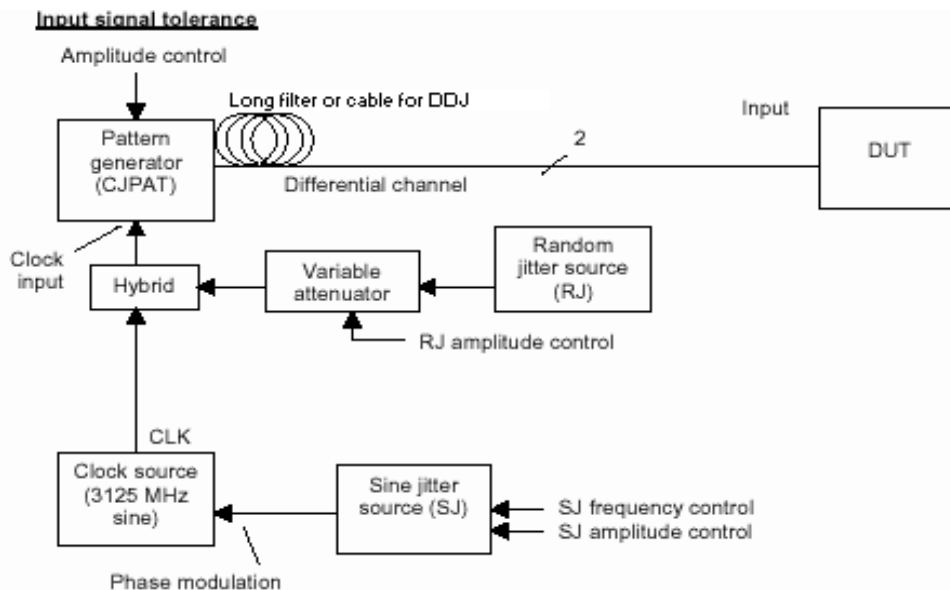 Input signal tolerance
Amplitude control
Long filter or cable for DDJ
Input
Pattern
generator
(CJPAT)
2
DUT
Differential channel
Clock
input
Hybrid
Variable
attenuator
Random
jitter source
(RJ)
RJ amplitude control
CLK
Clock source
(3125 MHz
sine)
Sine jitter
source (SJ)
SJ frequency control
SJ amplitude control
Phase modulation